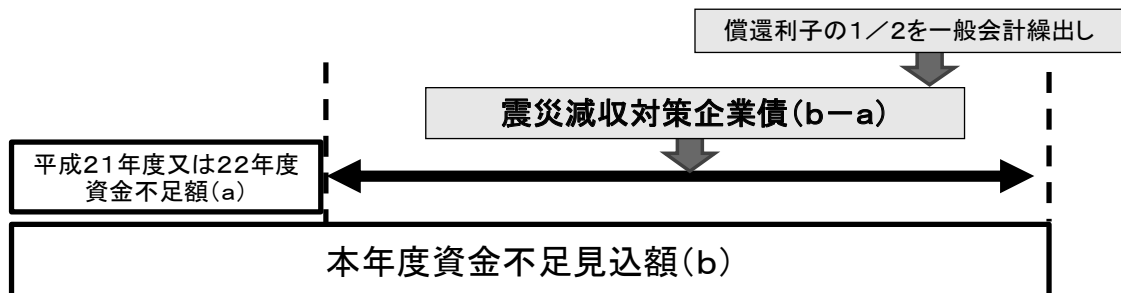 償還利子の１／２を一般会計繰出し
震災減収対策企業債（ｂ－ａ）
平成２１年度又は２２年度
資金不足額（ａ）
本年度資金不足見込額（ｂ）